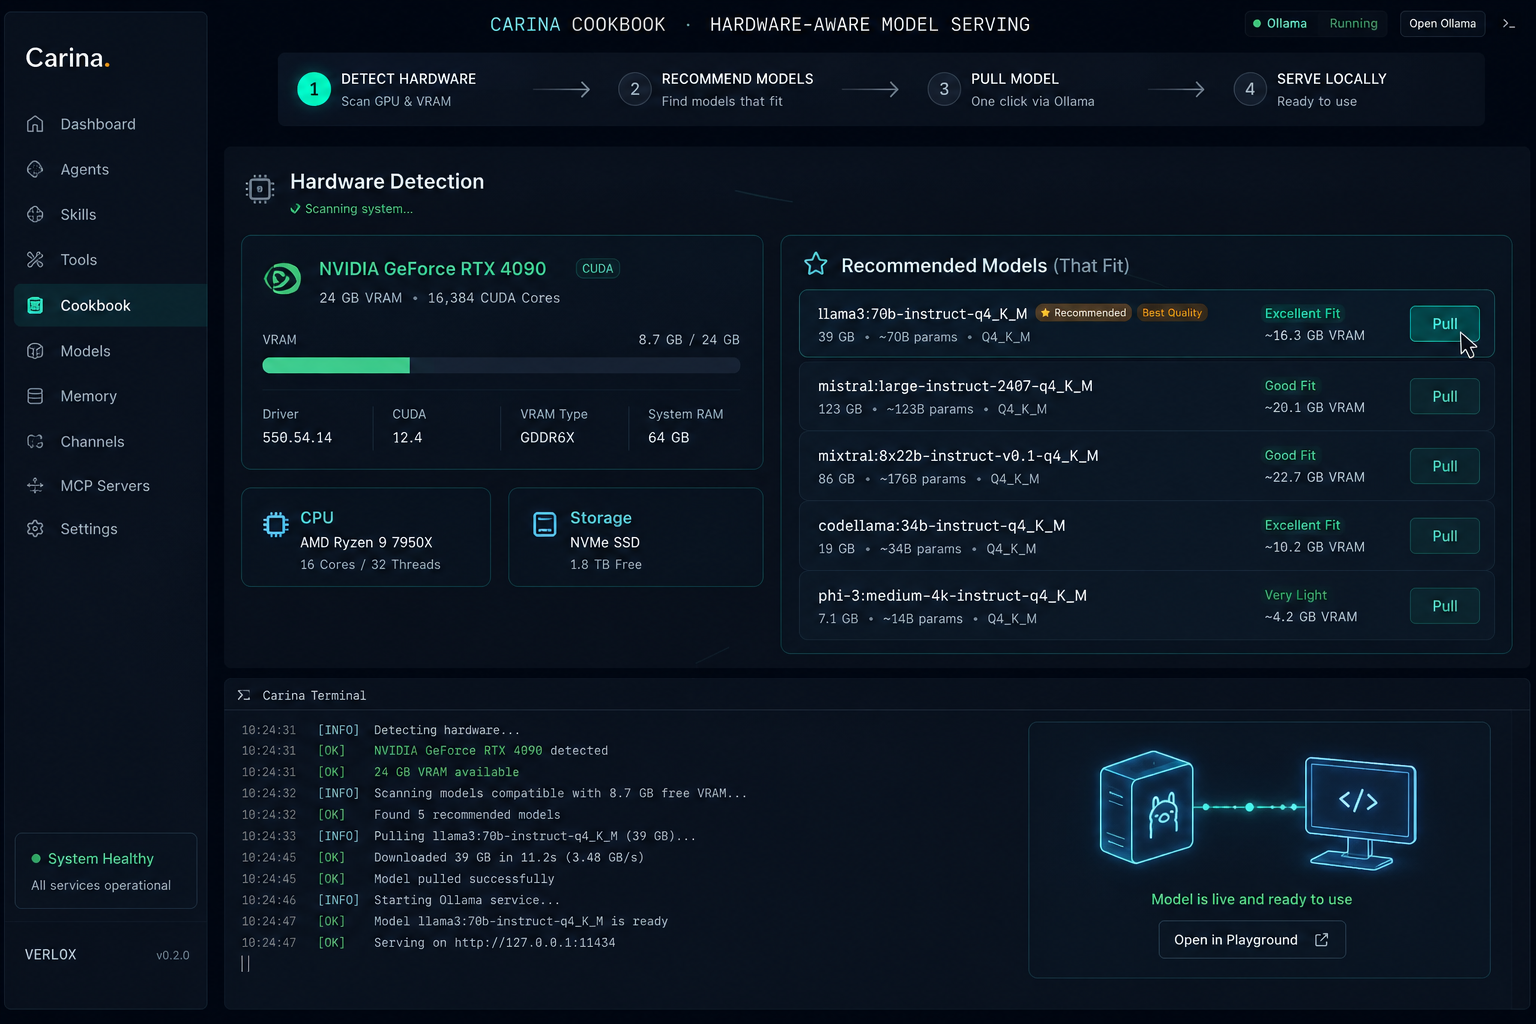 CARINA COOKBOOK · HARDWARE-AWARE MODEL SERVING
Ollama Running
Open Ollama
Carina.
Dashboard
Agents
Skills
Tools
Cookbook
Models
Memory
Channels
MCP Servers
Settings
System Healthy
All services operational
VERLOX v0.2.0
1 DETECT HARDWARE
Scan GPU & VRAM
2 RECOMMEND MODELS
Find models that fit
3 PULL MODEL
One click via Ollama
4 SERVE LOCALLY
Ready to use
Hardware Detection
Scanning system...
NVIDIA GeForce RTX 4090 CUDA
24 GB VRAM • 16,384 CUDA Cores
VRAM 8.7 GB / 24 GB
Driver CUDA VRAM Type System RAM
550.54.14 12.4 GDDR6X 64 GB
CPU
AMD Ryzen 9 7950X
16 Cores / 32 Threads
Storage
NVMe SSD
1.8 TB Free
Recommended Models (That Fit)
llama3:70b-instruct-q4_K_M Recommended Best Quality Excellent Fit Pull
39 GB • ~70B params • Q4_K_M ~16.3 GB VRAM
mistral:large-instruct-2407-q4_K_M Good Fit Pull
123 GB • ~123B params • Q4_K_M ~20.1 GB VRAM
mixtral:8x22b-instruct-v0.1-q4_K_M Good Fit Pull
86 GB • ~176B params • Q4_K_M ~22.7 GB VRAM
codellama:34b-instruct-q4_K_M Excellent Fit Pull
19 GB • ~34B params • Q4_K_M ~10.2 GB VRAM
phi-3:medium-4k-instruct-q4_K_M Very Light Pull
7.1 GB • ~14B params • Q4_K_M ~4.2 GB VRAM
Carina Terminal
10:24:31 [INFO] Detecting hardware...
10:24:31 [OK] NVIDIA GeForce RTX 4090 detected
10:24:31 [OK] 24 GB VRAM available
10:24:32 [INFO] Scanning models compatible with 8.7 GB free VRAM...
10:24:32 [OK] Found 5 recommended models
10:24:33 [INFO] Pulling llama3:70b-instruct-q4_K_M (39 GB)...
10:24:45 [OK] Downloaded 39 GB in 11.2s (3.48 GB/s)
10:24:45 [OK] Model pulled successfully
10:24:46 [INFO] Starting Ollama service...
10:24:47 [OK] Model llama3:70b-instruct-q4_K_M is ready
10:24:47 [OK] Serving on http://127.0.0.1:11434
</>
Model is live and ready to use
Open in Playground